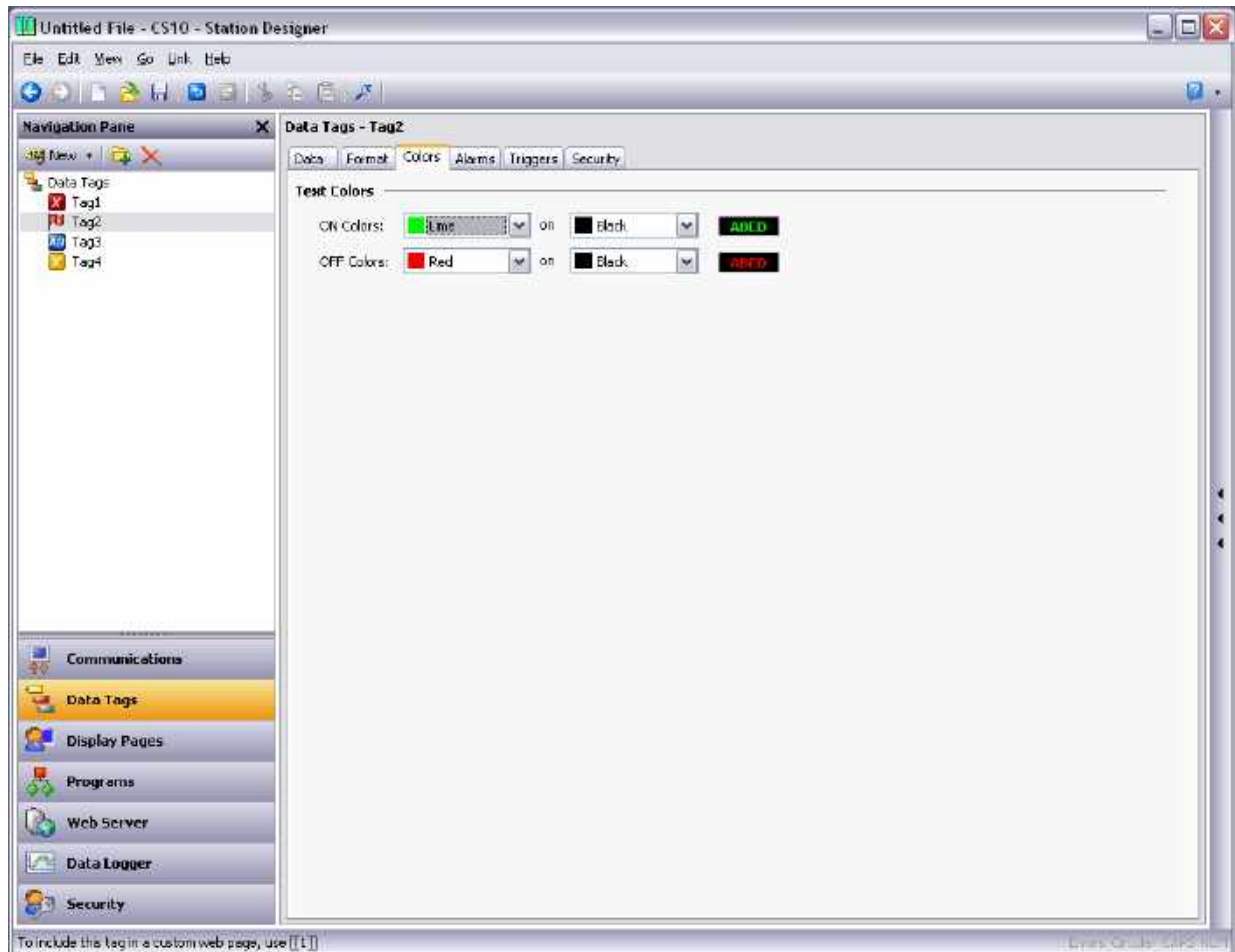 Untitled File - CS10 - Station Designer
File Edit View Go Link Help
Navigation Pane
New
Data Tags
Tag1
Tag2
Tag3
Tag4
Communications
Data Tags
Display Pages
Programs
Web Server
Data Logger
Security
Data Tags - Tag2
Data Format Colors Alarms Triggers Security
Text Colors
ON Colors: Lime on Black ABCD
OFF Colors: Red on Black ABCD
To include this tag in a custom web page, use [[1]]